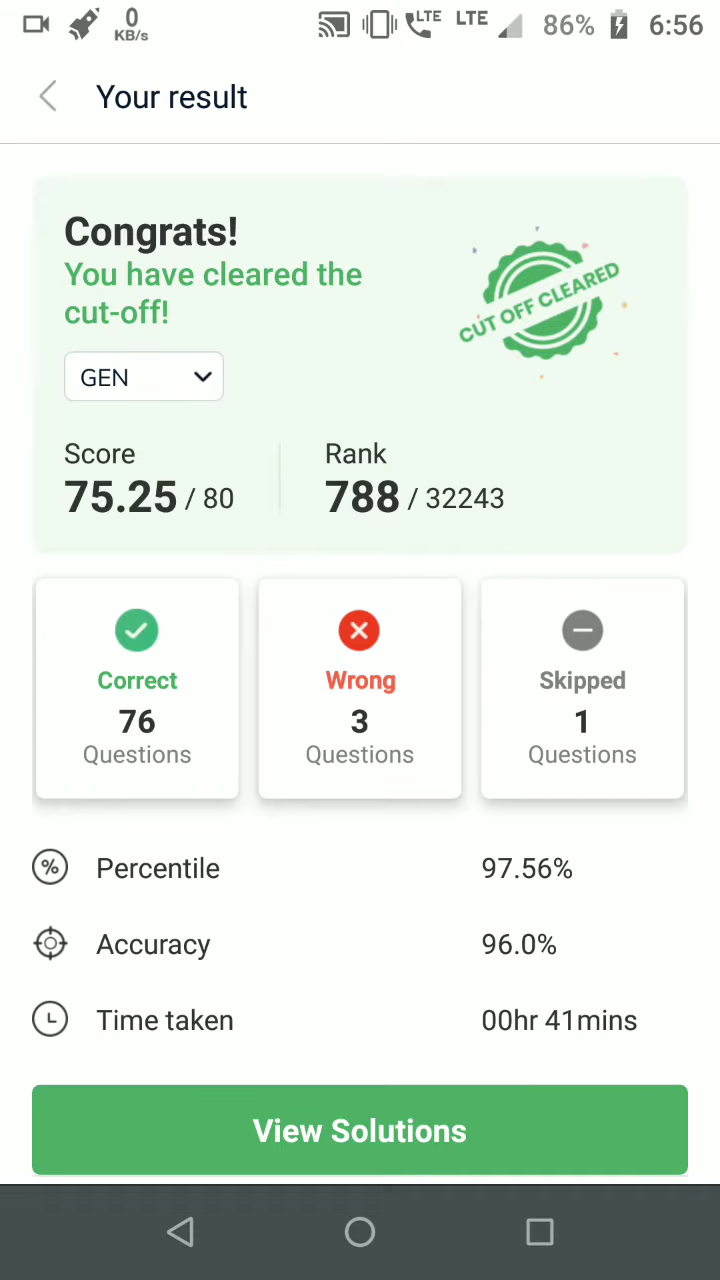 0
KB/s
LTE
LTE
86%
6:56
Your result
Congrats!
You have cleared the
cut-off!
CUT OFF CLEARED
GEN
Score
Rank
75.25 / 80
788 / 32243
Correct
Wrong
Skipped
76
3
1
Questions
Questions
Questions
% Percentile 97.56%
Accuracy 96.0%
Time taken 00hr 41mins
View Solutions